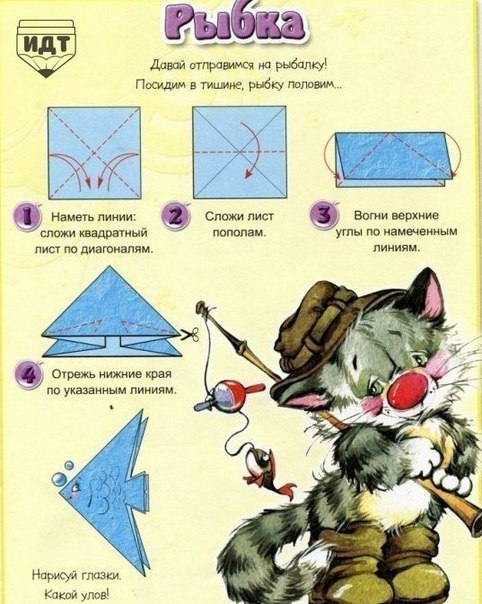 ИДТ
Рыбка
Давай отправимся на рыбалку!
Посидим в тишине, рыбку половим...
1 Наметь линии:
сложи квадратный
лист по диагоналям.
2 Сложи лист
пополам.
3 Вогни верхние
углы по намеченным
линиям.
4 Отрежь нижние края
по указанным линиям.
Нарисуй глазки.
Какой улов!